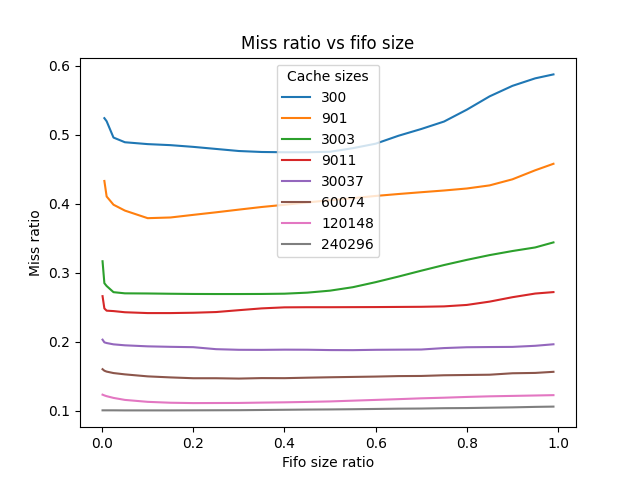 Miss ratio vs fifo size
Miss ratio
0.6
0.5
0.4
0.3
0.2
0.1
Cache sizes
300
901
3003
9011
30037
60074
120148
240296
0.0 0.2 0.4 0.6 0.8 1.0
Fifo size ratio